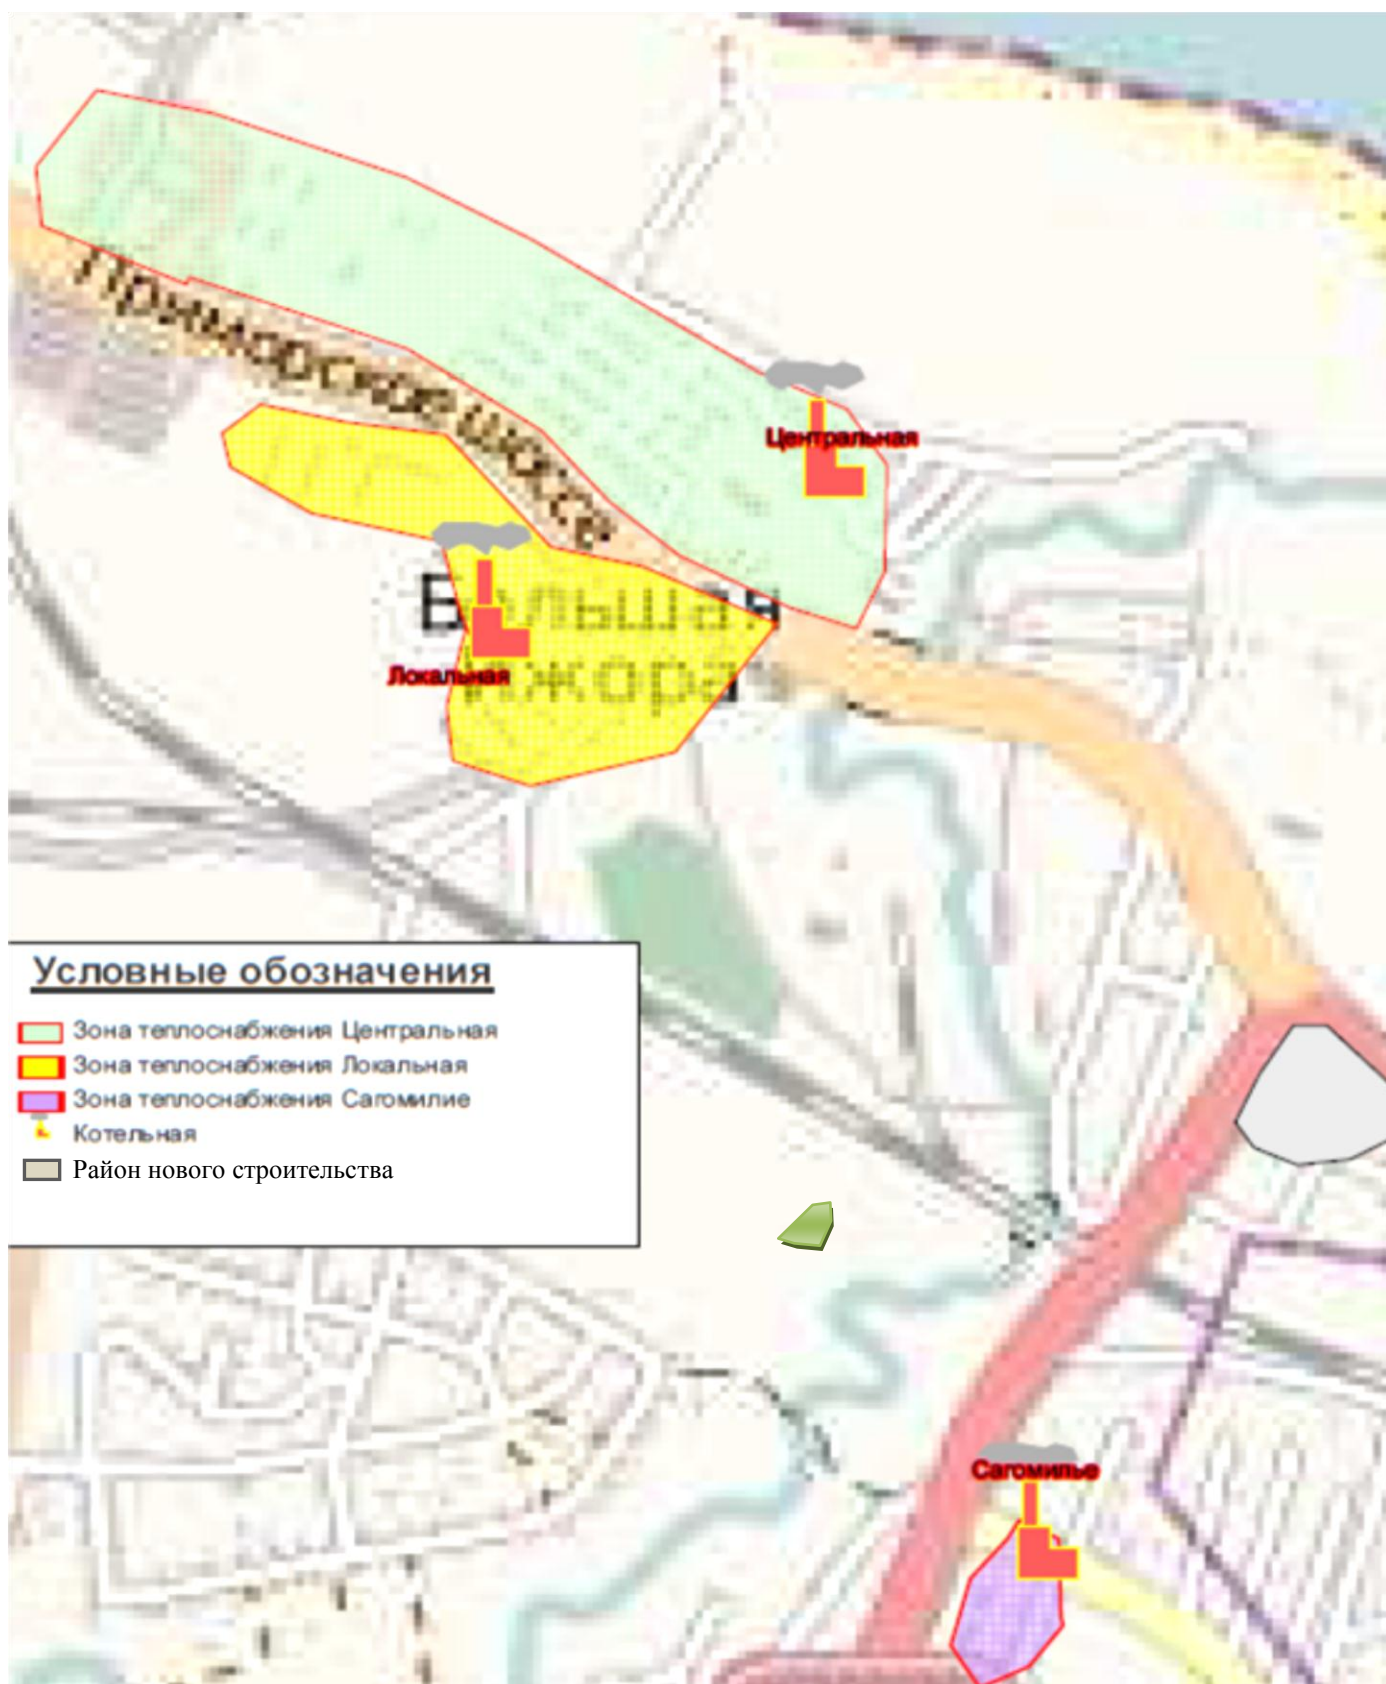 Приморское шоссе
Центральная
Большая
Ижора
Локальная
Условные обозначения
Зона теплоснабжения Центральная
Зона теплоснабжения Локальная
Зона теплоснабжения Сагомилие
Котельная
Район нового строительства
Сагомилье